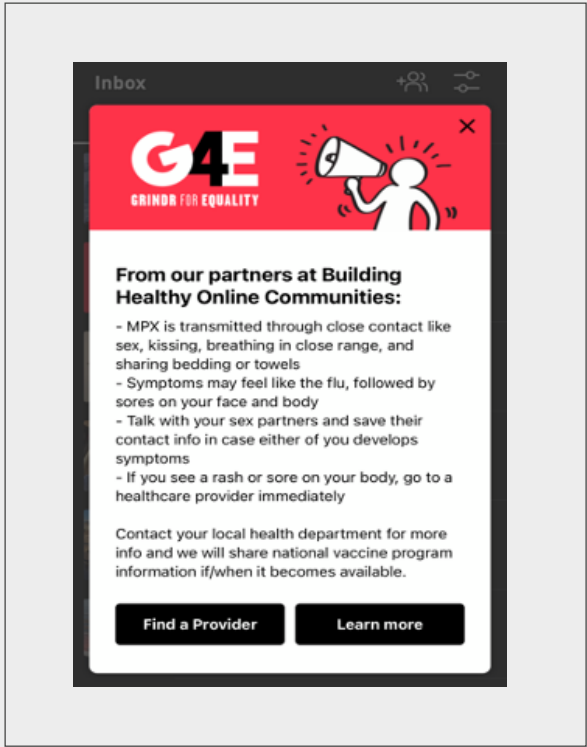 Inbox
G4E
GRINDR FOR EQUALITY
From our partners at Building
Healthy Online Communities:
- MPX is transmitted through close contact like
sex, kissing, breathing in close range, and
sharing bedding or towels
- Symptoms may feel like the flu, followed by
sores on your face and body
- Talk with your sex partners and save their
contact info in case either of you develops
symptoms
- If you see a rash or sore on your body, go to a
healthcare provider immediately
Contact your local health department for more
info and we will share national vaccine program
information if/when it becomes available.
Find a Provider
Learn more